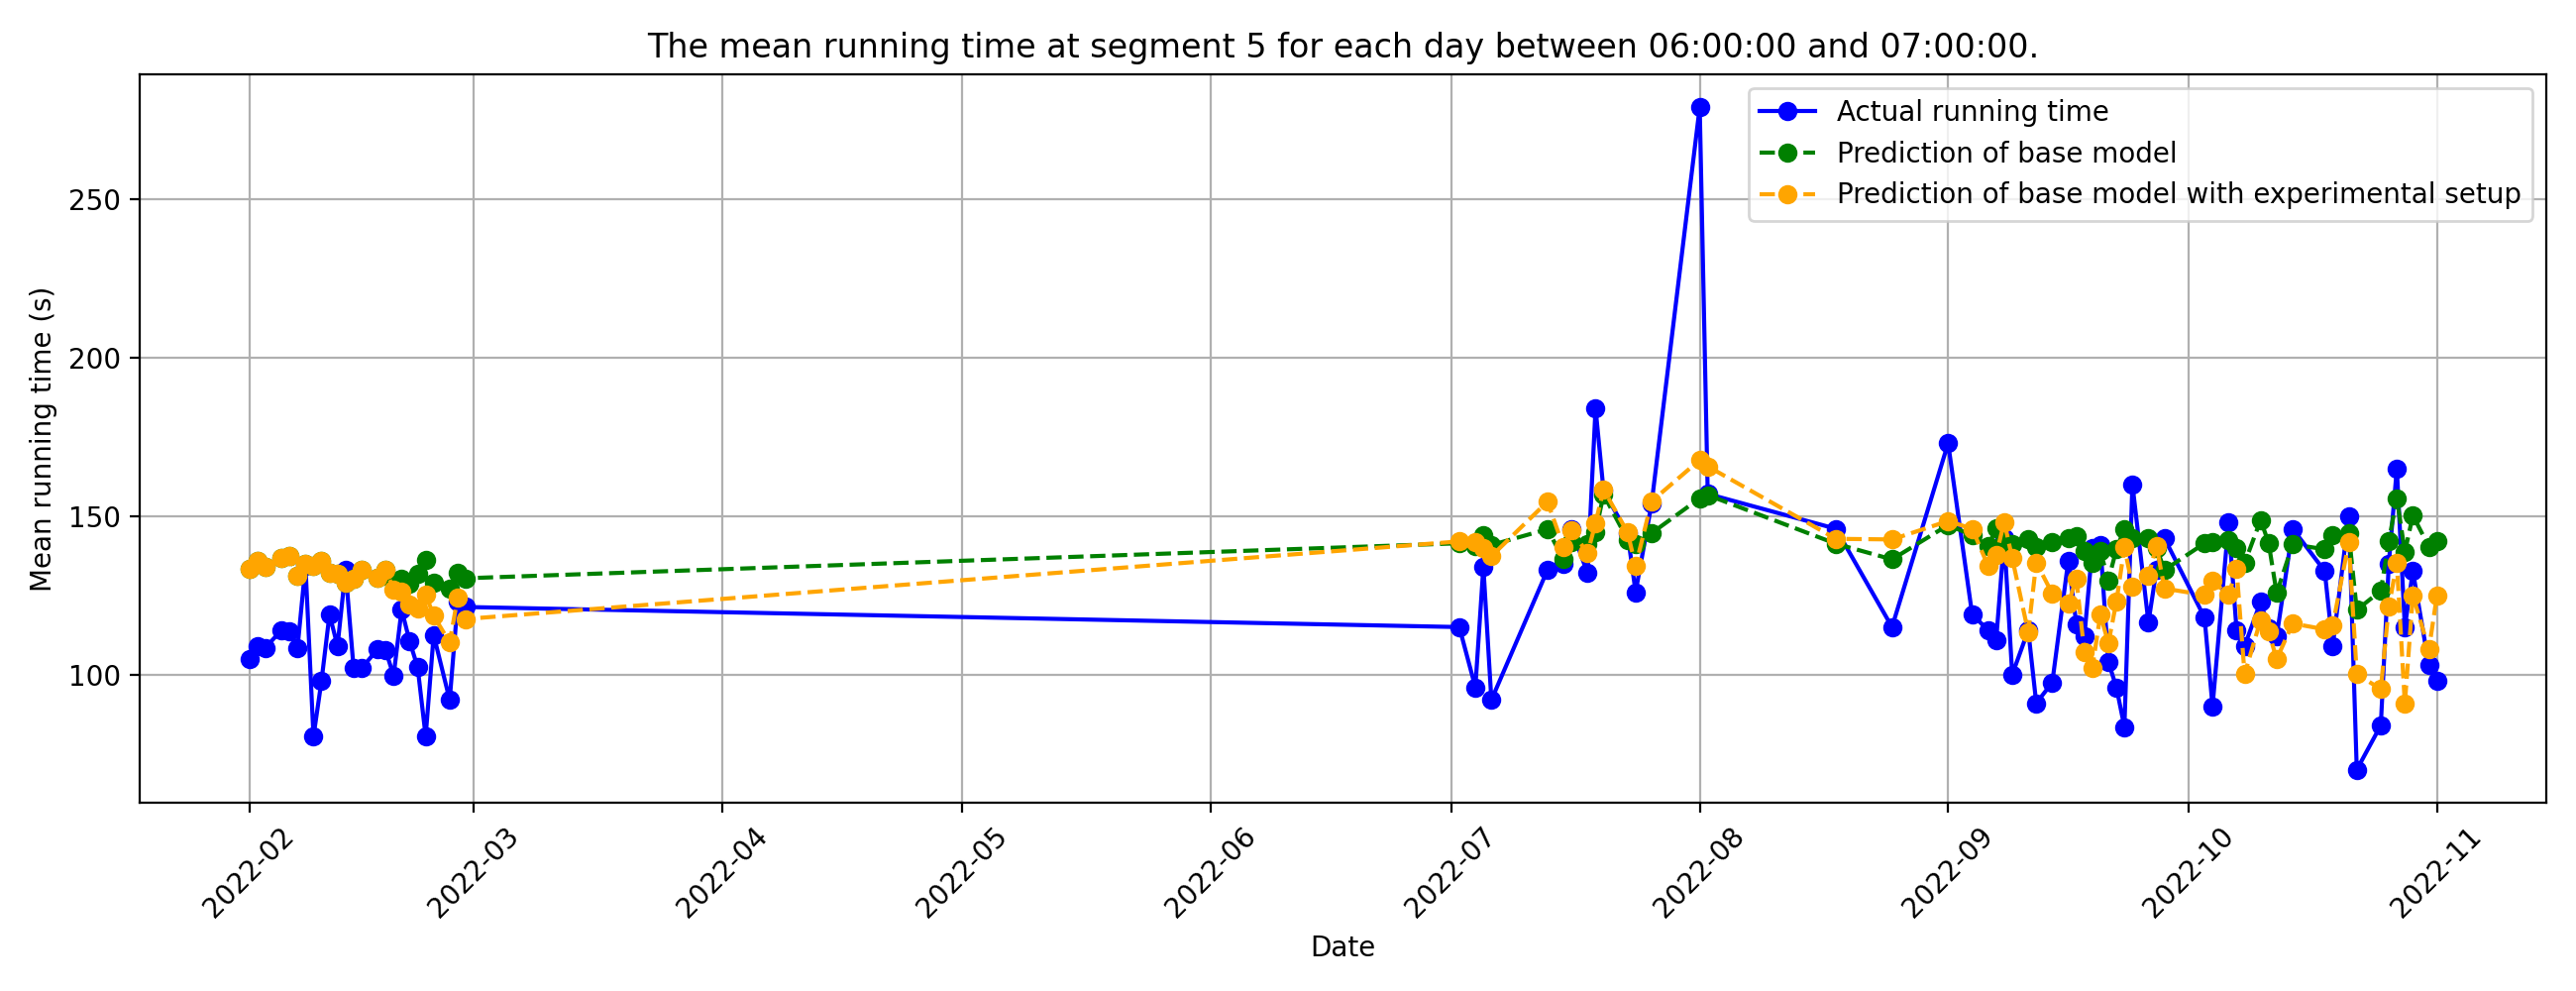 The mean running time at segment 5 for each day between 06:00:00 and 07:00:00.
Actual running time
Prediction of base model
Prediction of base model with experimental setup
Mean running time (s)
250
200
150
100
2022-02
2022-03
2022-04
2022-05
2022-06
2022-07
2022-08
2022-09
2022-10
2022-11
Date